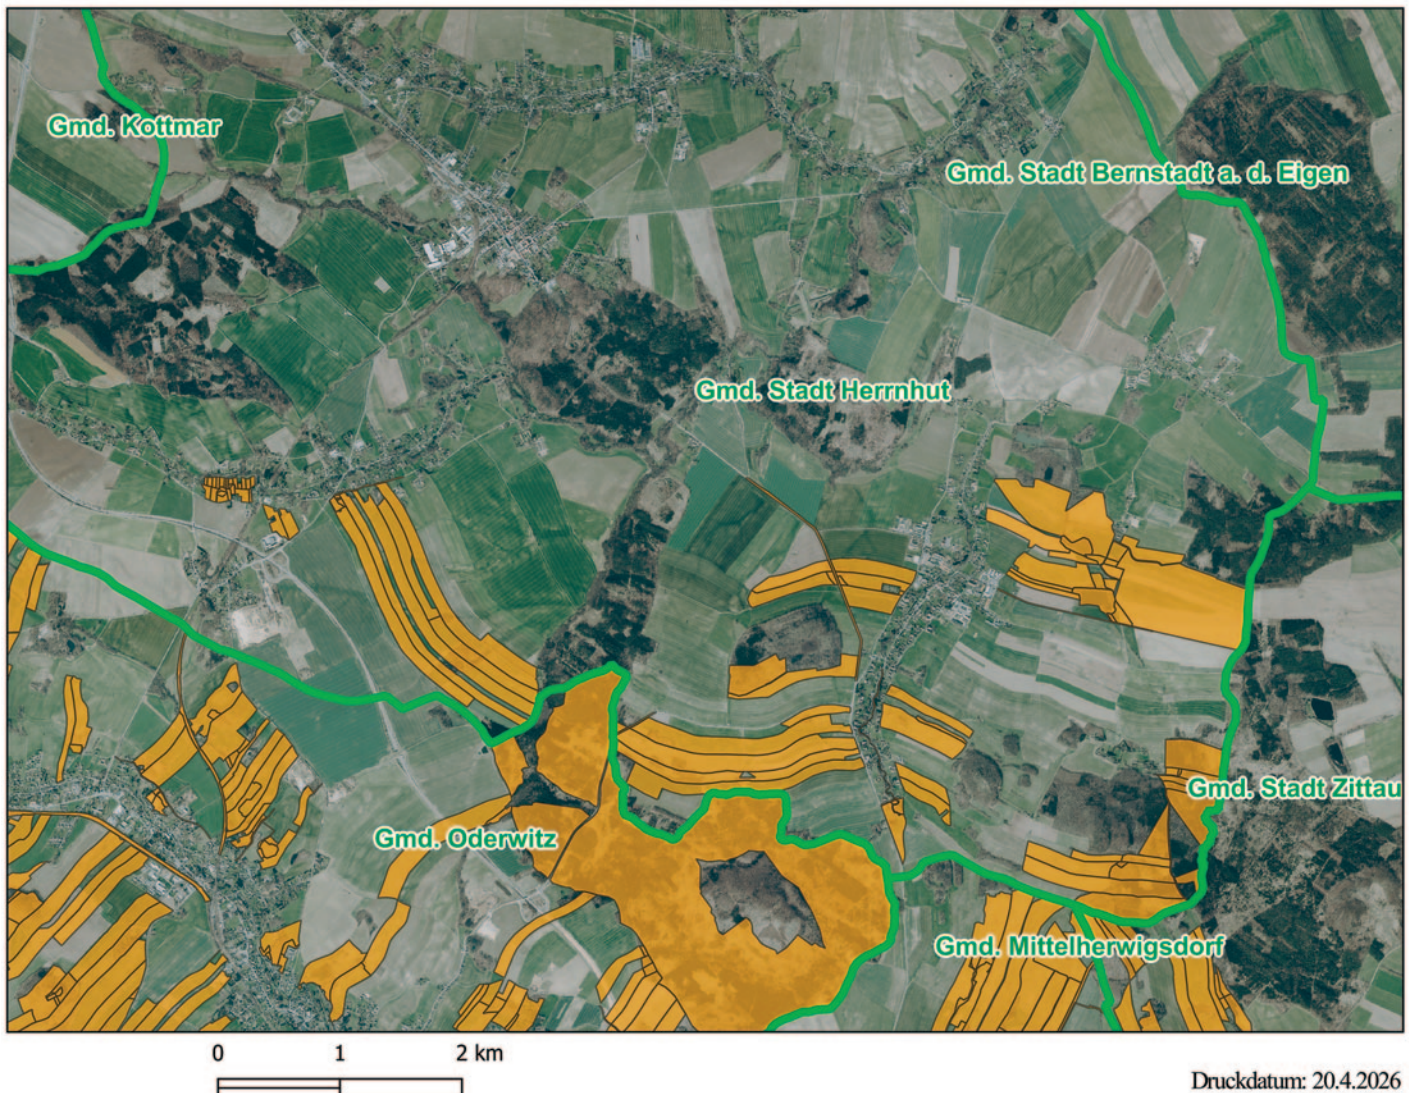 Gmd. Kottmar
Gmd. Stadt Bernstadt a. d. Eigen
Gmd. Stadt Herrnhut
Gmd. Stadt Zittau
Gmd. Oderwitz
Gmd. Mittelherwigsdorf
0 1 2 km
Druckdatum: 20.4.2026